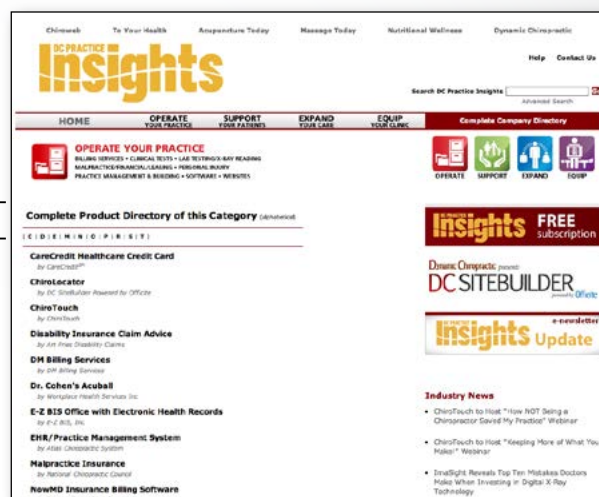 Chiroweb To Your Health Acupuncture Today Massage Today Nutritional Wellness Dynamic Chiropractic
DC PRACTICE
Insights
Help Contact Us
Search DC Practice Insights
Advanced Search
HOME OPERATE YOUR PRACTICE SUPPORT YOUR PATIENTS EXPAND YOUR CARE EQUIP YOUR CLINIC Complete Company Directory
OPERATE YOUR PRACTICE
BILLING SERVICES • CLINICAL TESTS • LAB TESTING/X-RAY READING
MALPRACTICE/FINANCIAL/LEASING • PERSONAL INJURY
PRACTICE MANAGEMENT & BUILDING • SOFTWARE • WEBSITES
OPERATE SUPPORT EXPAND EQUIP
Complete Product Directory of this Category (alphabetical)
| C | D | E | M | N | O | P | R | S | T |
CareCredit Healthcare Credit Card
by CareCredit
ChiroLocator
by DC SiteBuilder Powered by Officite
ChiroTouch
by ChiroTouch
Disability Insurance Claim Advice
by Art Fries Disability Claims
DM Billing Services
by DM Billing Services
Dr. Cohen's Acuball
by Workplace Health Services Inc
E-Z BIS Office with Electronic Health Records
by E-Z BIS, Inc
EHR/Practice Management System
by Atlas Chiropractic System
Malpractice Insurance
by National Chiropractic Council
NowMD Insurance Billing Software
DC PRACTICE
Insights FREE subscription
Dynamic Chiropractic presents
DC SITEBUILDER
powered by Officite
e-newsletter
Insights Update
Industry News
• ChiroTouch to Host "How NOT Being a Chiropractor Saved My Practice" Webinar
• ChiroTouch to Host "Keeping More of What You Make!" Webinar
• InnaSight Reveals Top Ten Mistakes Doctors Make When Investing in Digital X-Ray Technology